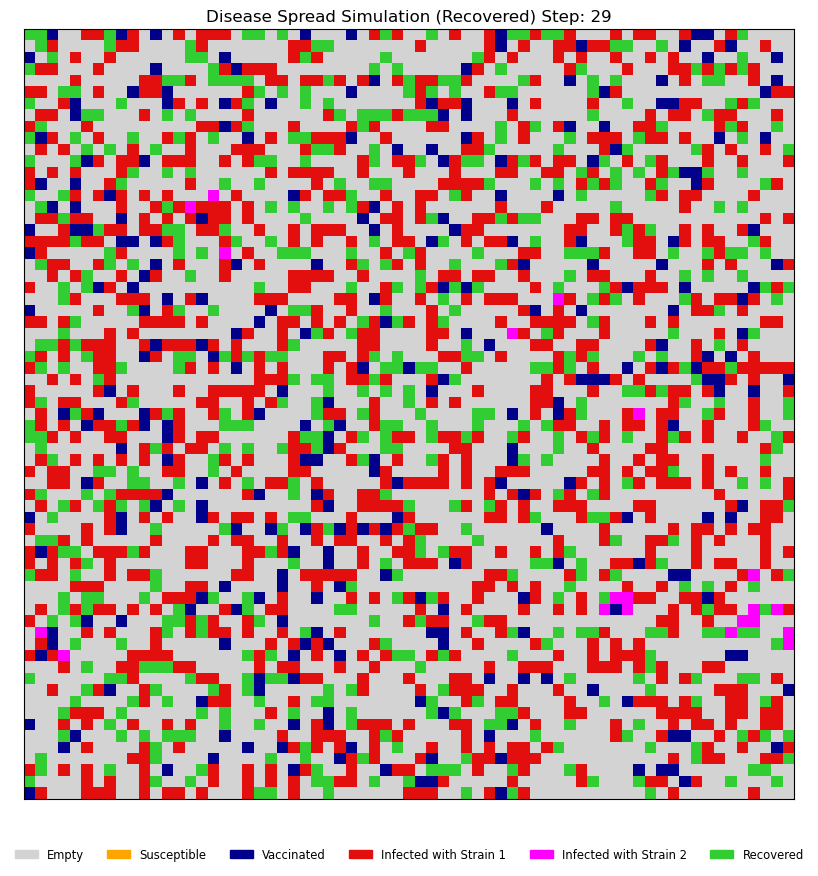 Disease Spread Simulation (Recovered) Step: 29
Empty
Susceptible
Vaccinated
Infected with Strain 1
Infected with Strain 2
Recovered